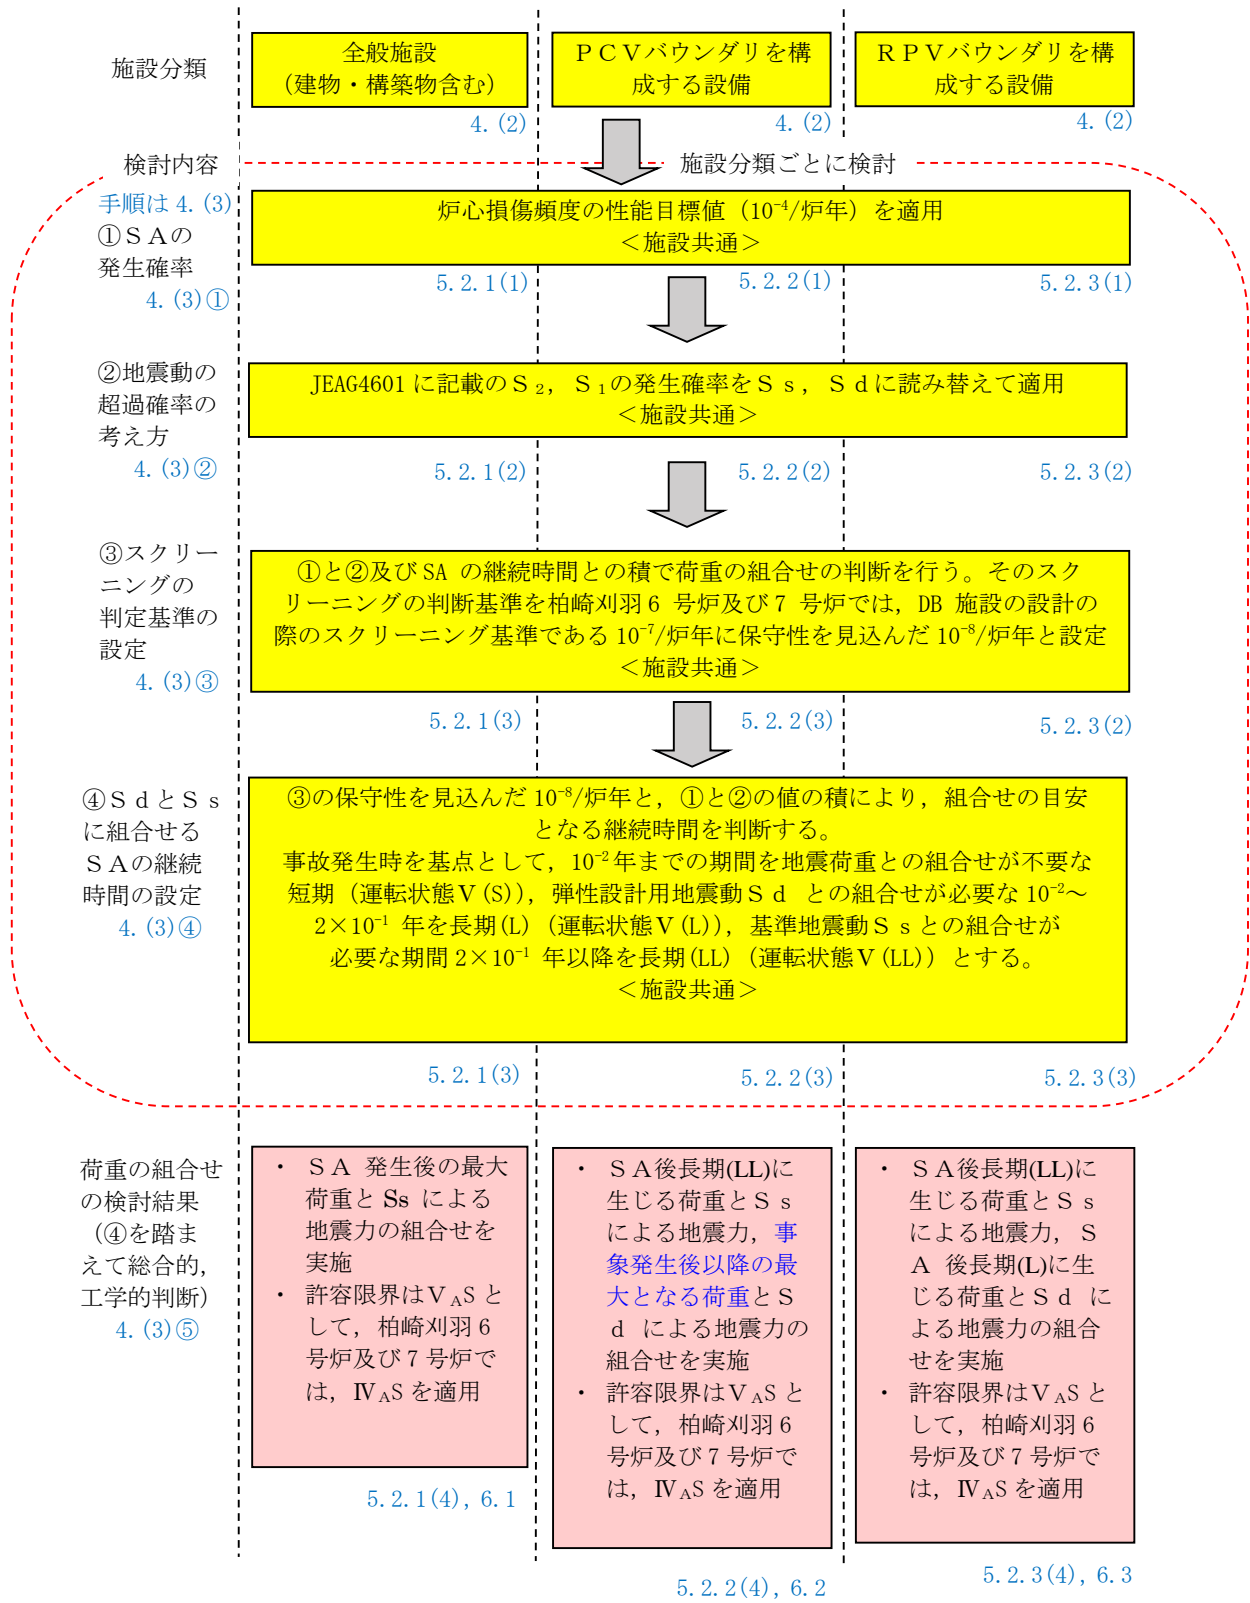 施設分類
全般施設
(建物・構築物含む)
ＰＣＶバウンダリを構
成する設備
ＲＰＶバウンダリを構
成する設備
4.(2)
4.(2)
4.(2)
検討内容
施設分類ごとに検討
手順は 4.(3)
①ＳＡの
発生確率
4.(3)①
炉心損傷頻度の性能目標値（10⁻⁴/炉年）を適用
＜施設共通＞
5.2.1(1)
5.2.2(1)
5.2.3(1)
②地震動の
超過確率の
考え方
4.(3)②
JEAG4601 に記載のＳ₂，Ｓ₁の発生確率をＳｓ，Ｓｄに読み替えて適用
＜施設共通＞
5.2.1(2)
5.2.2(2)
5.2.3(2)
③スクリー
ニングの
判定基準の
設定
4.(3)③
①と②及び SA の継続時間との積で荷重の組合せの判断を行う。そのスク
リーニングの判断基準を柏崎刈羽 6 号炉及び 7 号炉では，DB 施設の設計の
際のスクリーニング基準である 10⁻⁷/炉年に保守性を見込んだ 10⁻⁸/炉年と設定
＜施設共通＞
5.2.1(3)
5.2.2(3)
5.2.3(2)
④ＳｄとＳｓ
に組合せる
ＳＡの継続
時間の設定
4.(3)④
③の保守性を見込んだ 10⁻⁸/炉年と，①と②の値の積により，組合せの目安
となる継続時間を判断する。
事故発生時を基点として，10⁻²年までの期間を地震荷重との組合せが不要な
短期（運転状態Ⅴ(S)），弾性設計用地震動Ｓｄ との組合せが必要な 10⁻²～
2×10⁻¹ 年を長期(L)（運転状態Ⅴ(L)），基準地震動Ｓｓとの組合せが
必要な期間 2×10⁻¹ 年以降を長期(LL)（運転状態Ⅴ(LL)）とする。
＜施設共通＞
5.2.1(3)
5.2.2(3)
5.2.3(3)
荷重の組合せ
の検討結果
（④を踏ま
えて総合的，
工学的判断）
4.(3)⑤
・ ＳＡ 発生後の最大
荷重と Ss による
地震力の組合せを
実施
・ 許容限界はⅤAS と
して，柏崎刈羽 6
号炉及び 7 号炉で
は，ⅣAS を適用
5.2.1(4), 6.1
・ ＳＡ後長期(LL)に
生じる荷重とＳｓ
による地震力，事
象発生後以降の最
大となる荷重とＳ
ｄ による地震力の
組合せを実施
・ 許容限界はⅤAS と
して，柏崎刈羽 6
号炉及び 7 号炉で
は，ⅣAS を適用
5.2.2(4), 6.2
・ ＳＡ後長期(LL)に
生じる荷重とＳｓ
による地震力，Ｓ
Ａ 後長期(L)に生
じる荷重とＳｄ に
よる地震力の組合
せを実施
・ 許容限界はⅤAS と
して，柏崎刈羽 6
号炉及び 7 号炉で
は，ⅣAS を適用
5.2.3(4), 6.3